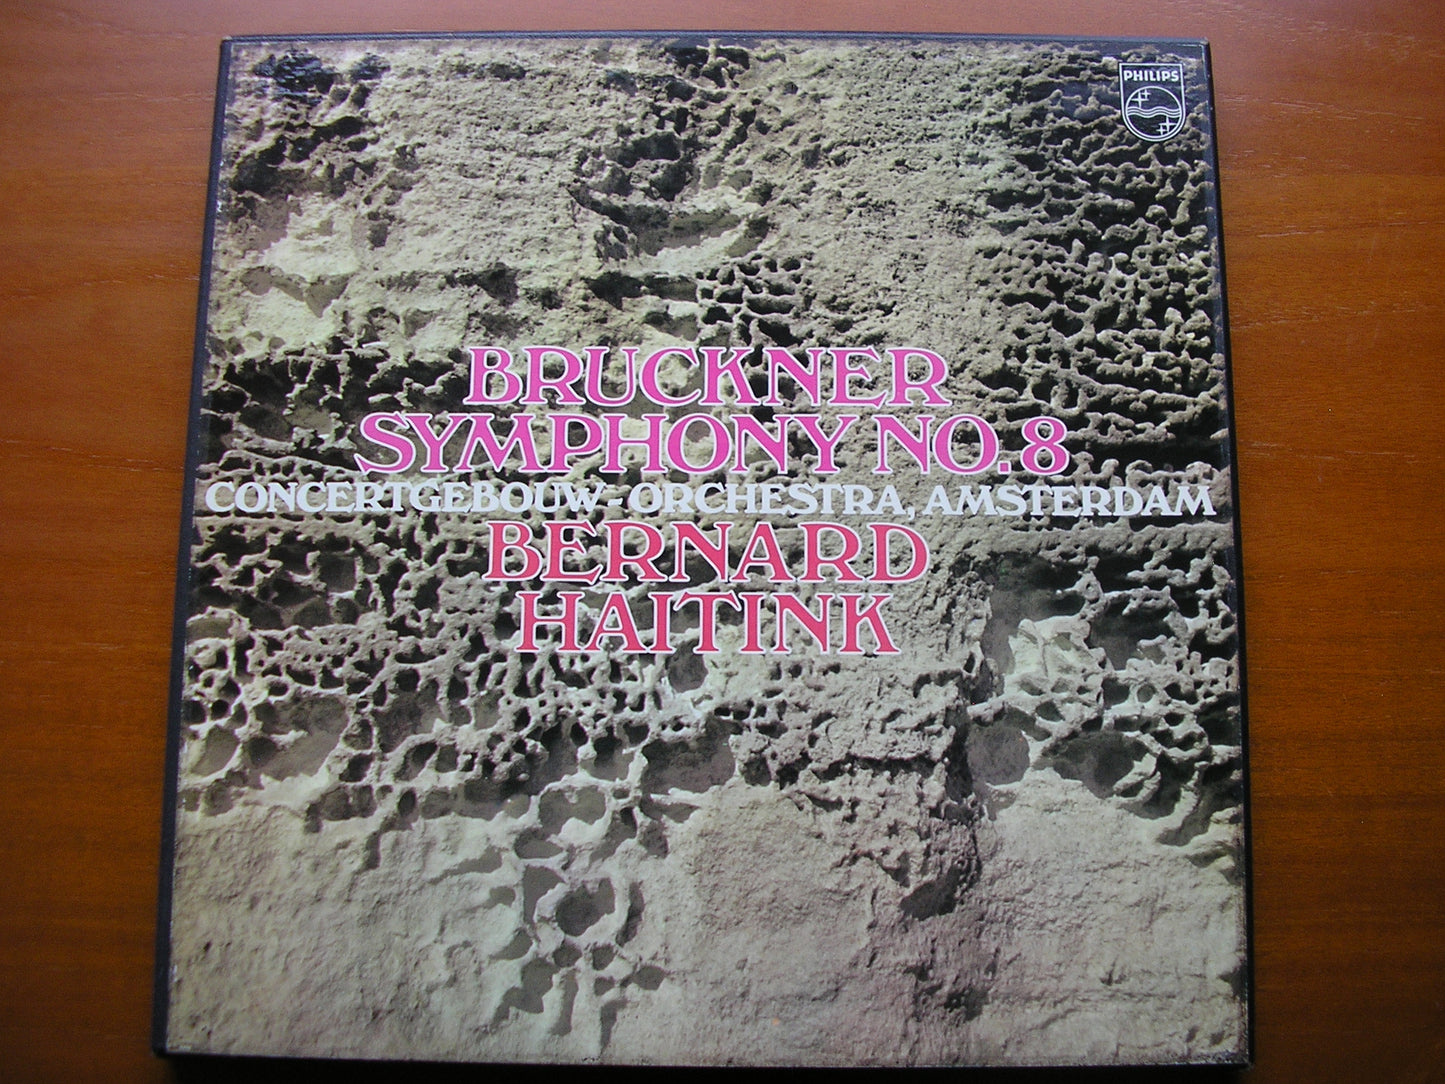 PHILIPS
BRUCKNER
SYMPHONY NO.8
CONCERTGEBOUW-ORCHESTRA, AMSTERDAM
BERNARD
HAITINK